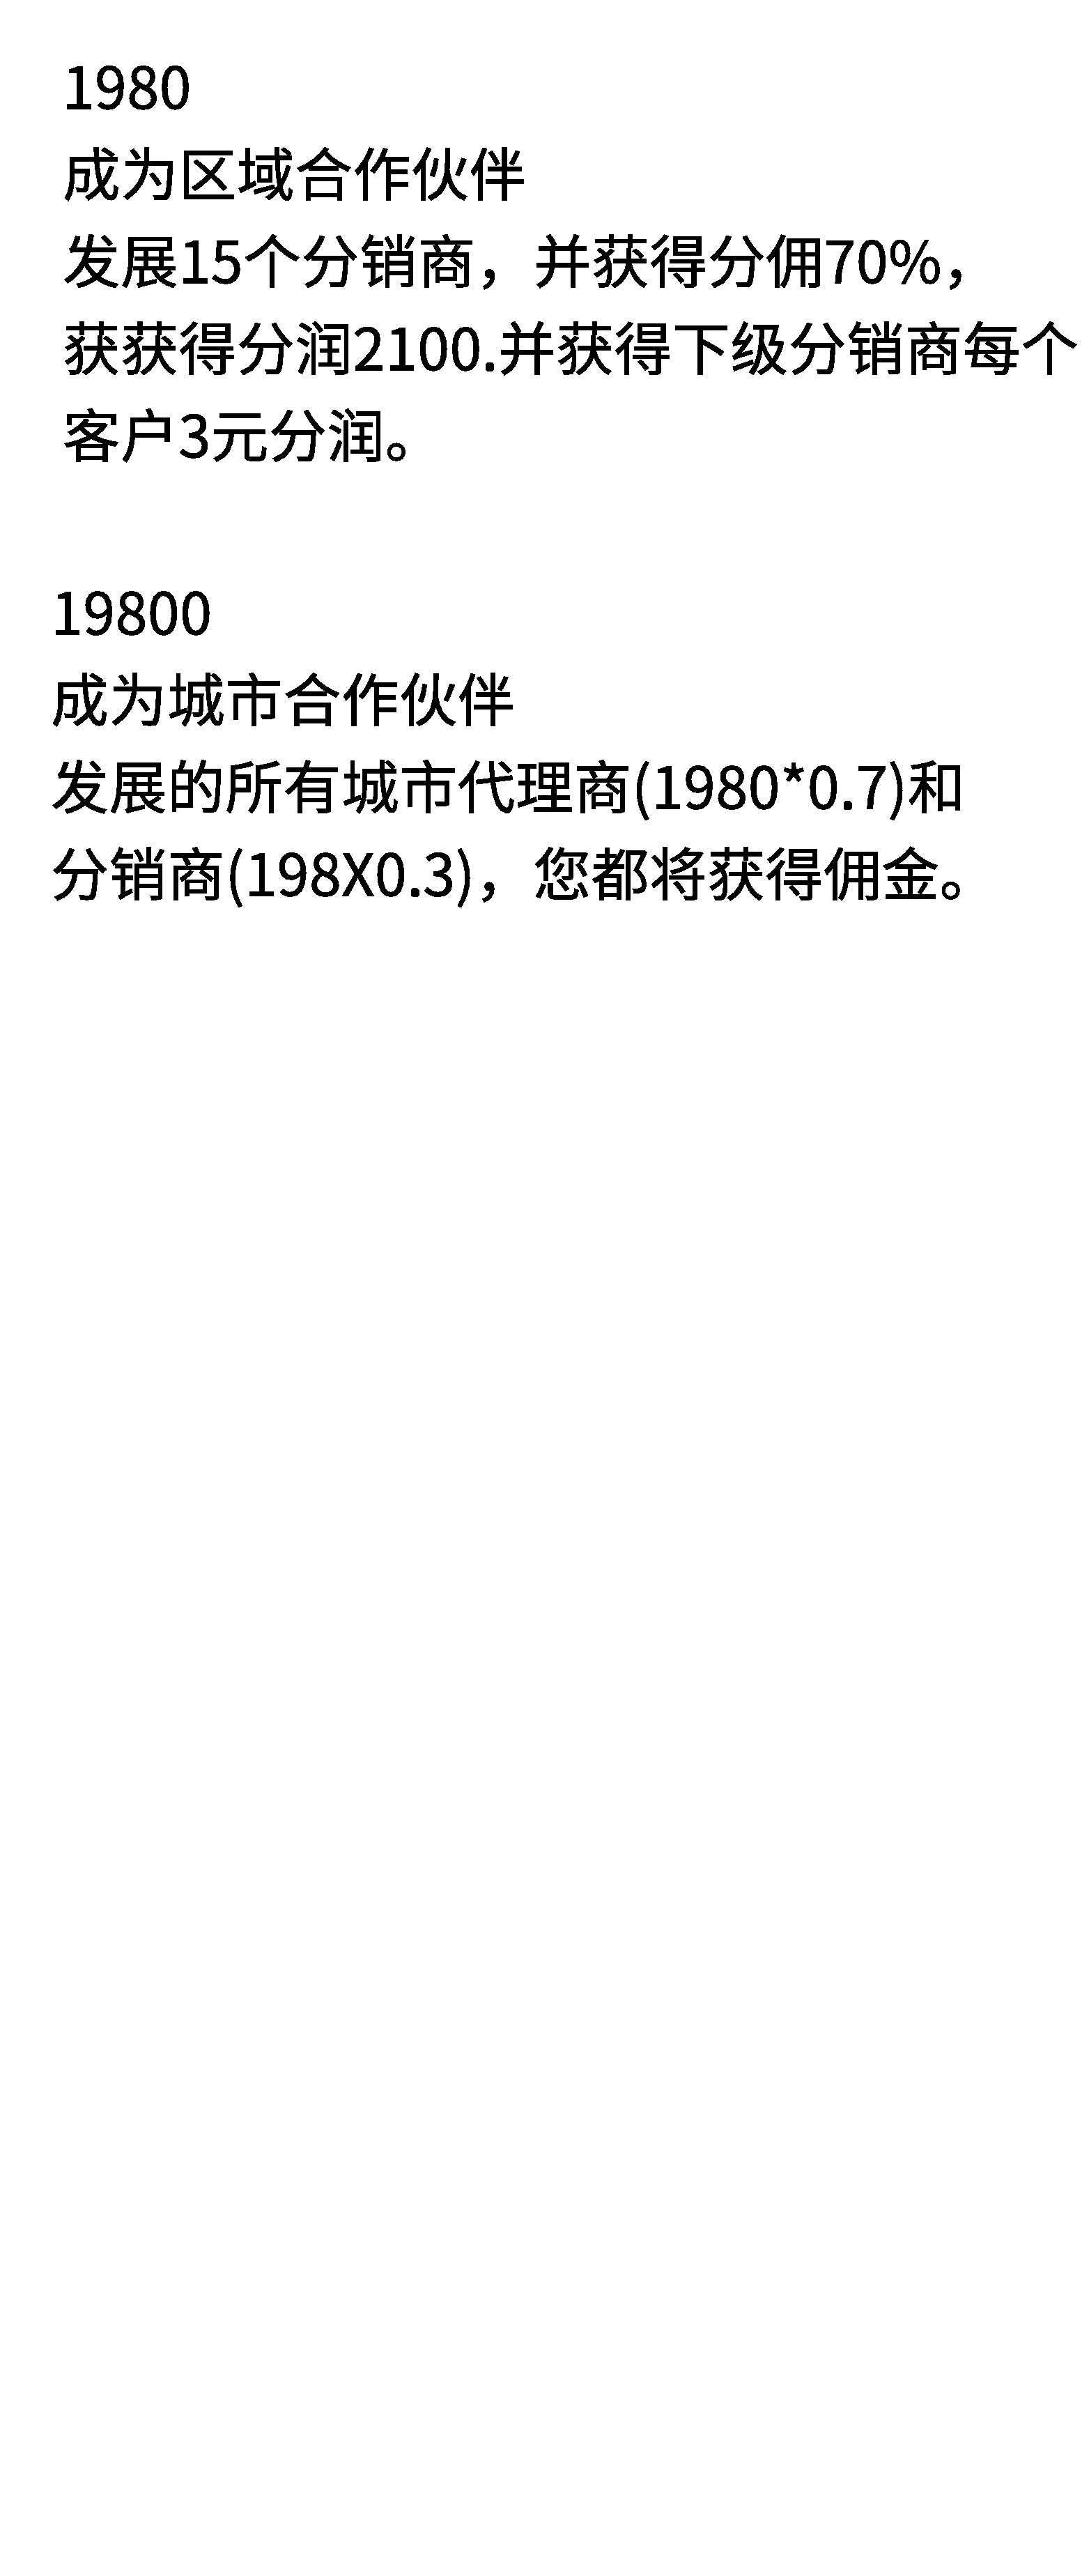 1980
成为区域合作伙伴
发展15个分销商，并获得分佣70%，
获获得分润2100.并获得下级分销商每个
客户3元分润。
19800
成为城市合作伙伴
发展的所有城市代理商(1980*0.7)和
分销商(198X0.3)，您都将获得佣金。